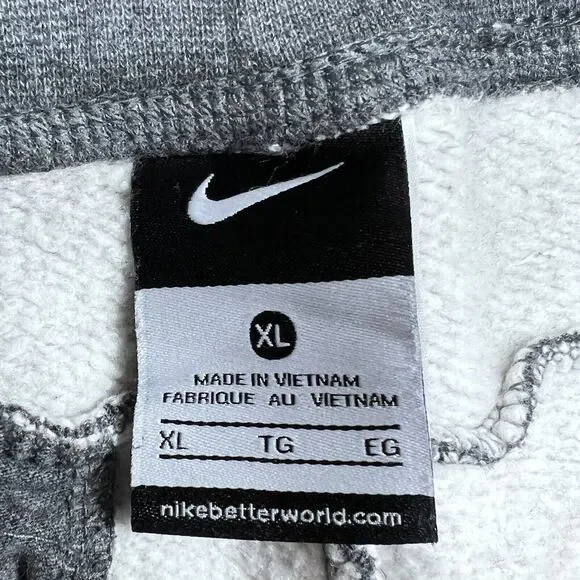 XL
MADE IN VIETNAM
FABRIQUE AU VIETNAM
XL TG EG
nikebetterworld.com